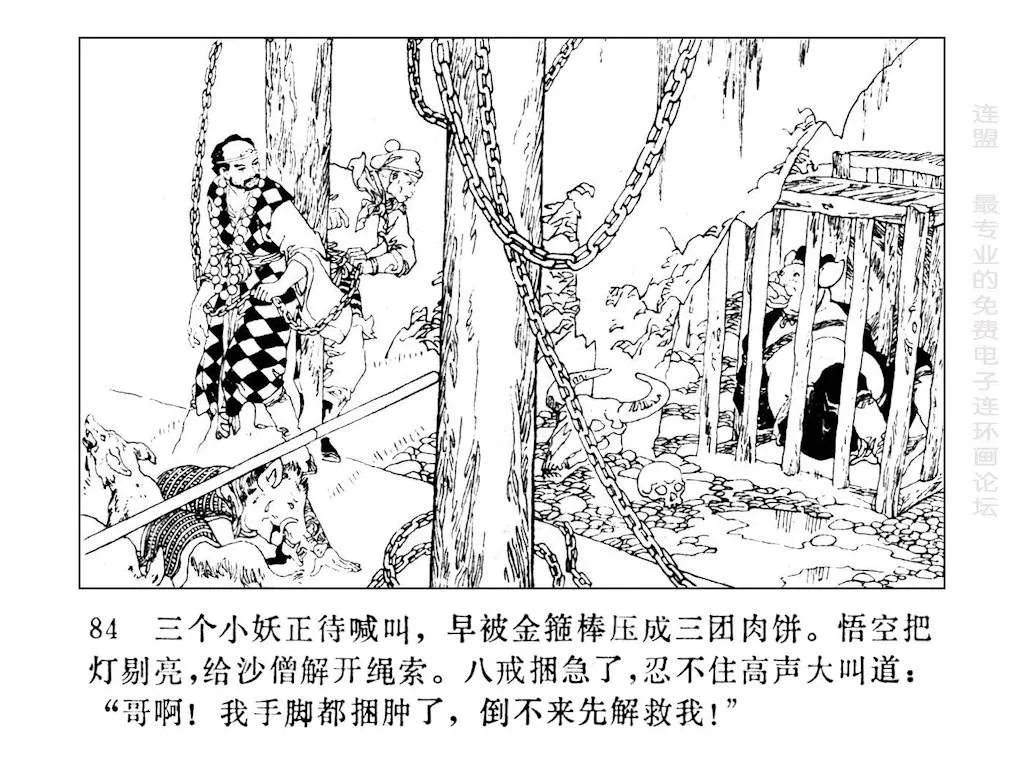 84 三个小妖正待喊叫，早被金箍棒压成三团肉饼。悟空把
灯剔亮，给沙僧解开绳索。八戒捆急了，忍不住高声大叫道：
“哥啊！我手脚都捆肿了，倒不来先解救我！”
连盟 最专业的免费电子连环画论坛